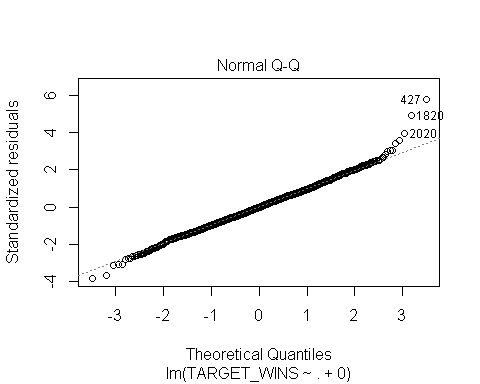 Normal Q-Q
Standardized residuals
6
4
2
0
-2
-4
427
1820
2020
-3 -2 -1 0 1 2 3
Theoretical Quantiles
lm(TARGET_WINS ~ . + 0)